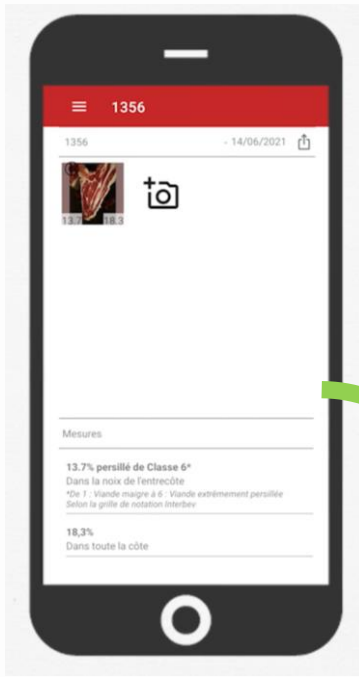 1356
1356 - 14/06/2021
13.7 18.3
Mesures
13.7% persillé de Classe 6*
Dans la noix de l'entrecôte
*De 1 : Viande maigre à 6 : Viande extrêmement persillée
Selon la grille de notation Interbev
18,3%
Dans toute la côte